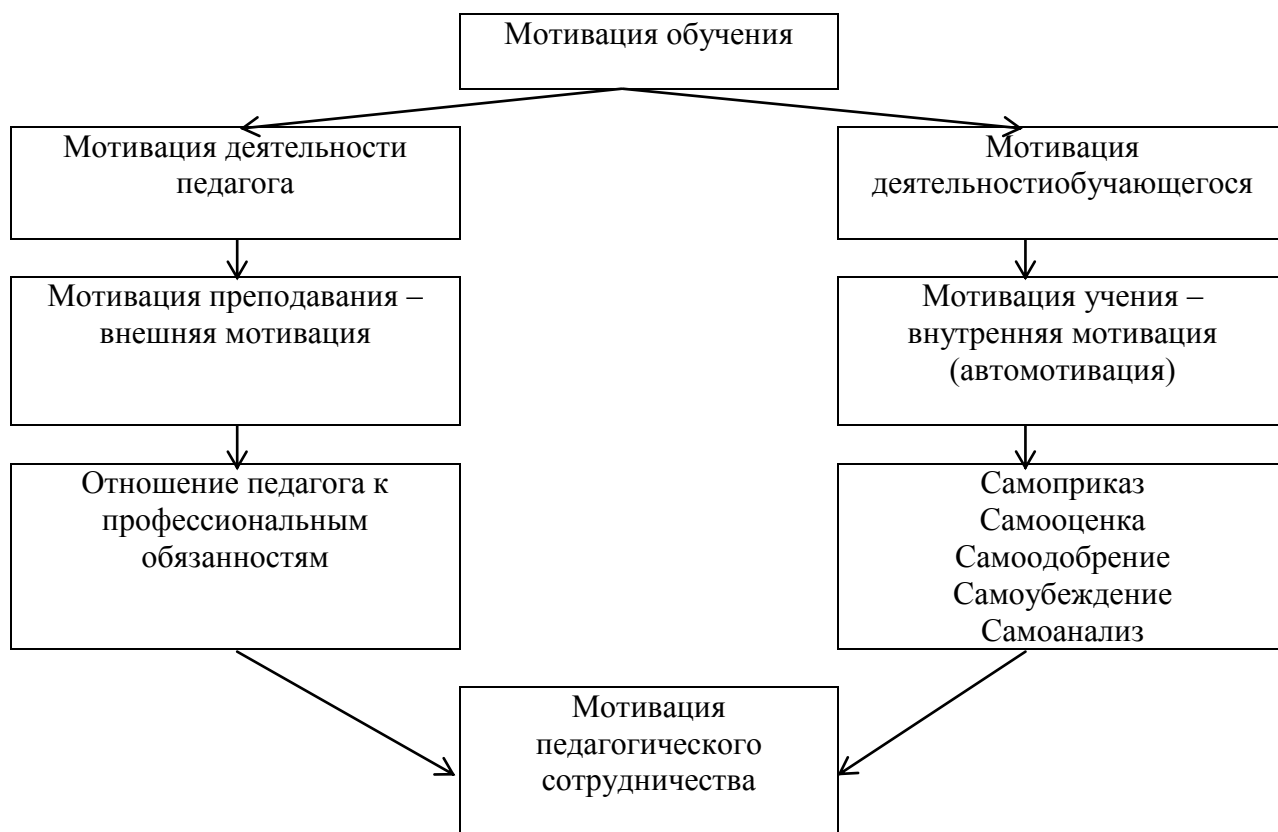 Мотивация обучения
Мотивация деятельности
педагога
Мотивация
деятельностиобучающегося
Мотивация преподавания –
внешняя мотивация
Мотивация учения –
внутренняя мотивация
(автомотивация)
Отношение педагога к
профессиональным
обязанностям
Самоприказ
Самооценка
Самоодобрение
Самоубеждение
Самоанализ
Мотивация
педагогического
сотрудничества